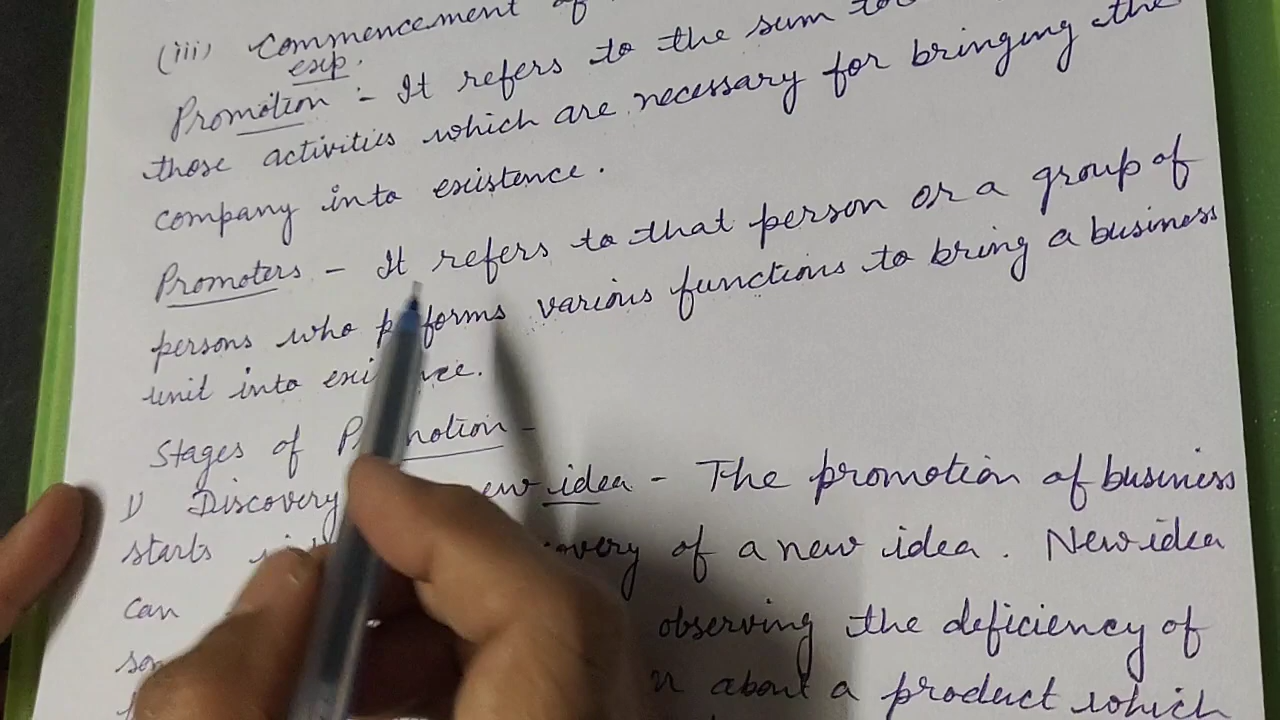 (iii) Commencement of
exp.
Promotion :- It refers to the sum
those activities which are necessary for bringing the
company into existence.
Promoters - It refers to that person or a group of
persons who performs various functions to bring a business
unit into existence.
Stages of Promotion -
1) Discovery new idea - The promotion of business
starts of a new idea. New idea
can observing the deficiency of
about a product which